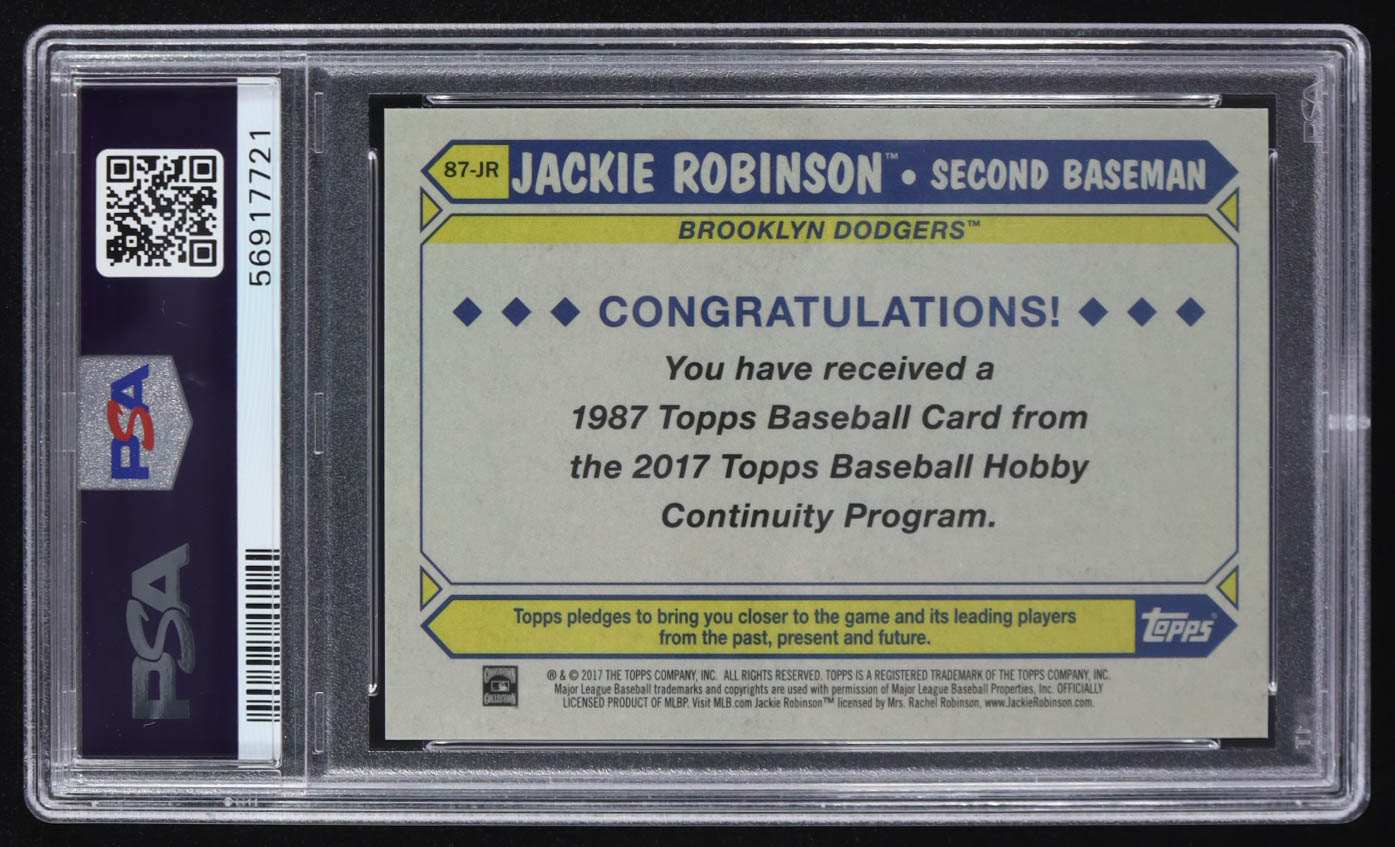 56917721
PSA
PSA
87-JR
JACKIE ROBINSON™ • SECOND BASEMAN
BROOKLYN DODGERS™
CONGRATULATIONS!
You have received a
1987 Topps Baseball Card from
the 2017 Topps Baseball Hobby
Continuity Program.
Topps pledges to bring you closer to the game and its leading players
from the past, present and future.
topps®
COOPERSTOWN
COLLECTION
® & © 2017 THE TOPPS COMPANY, INC. ALL RIGHTS RESERVED. TOPPS IS A REGISTERED TRADEMARK OF THE TOPPS COMPANY, INC.
Major League Baseball trademarks and copyrights are used with permission of Major League Baseball Properties, Inc. OFFICIALLY
LICENSED PRODUCT OF MLBP. Visit MLB.com Jackie Robinson™ licensed by Mrs. Rachel Robinson, www.JackieRobinson.com.
PSA